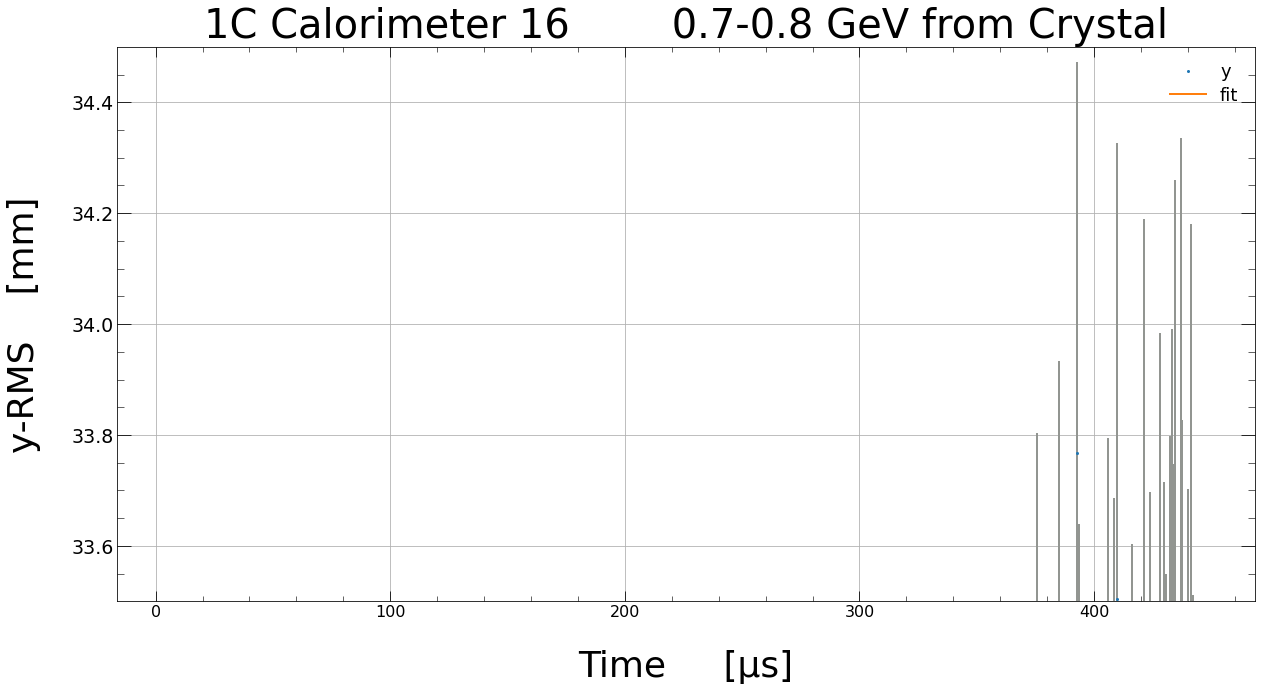 1C Calorimeter 16 0.7-0.8 GeV from Crystal
y
fit
34.4
34.2
34.0
33.8
33.6
y-RMS [mm]
0 100 200 300 400
Time [μs]